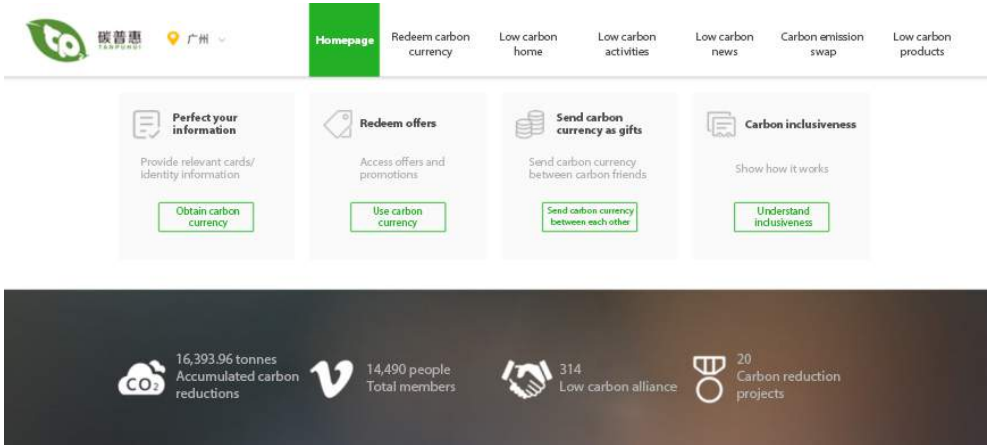 碳普惠
TANPUHUI
广州
Homepage
Redeem carbon
currency
Low carbon
home
Low carbon
activities
Low carbon
news
Carbon emission
swap
Low carbon
products
Perfect your
information
Provide relevant cards/
identity information
Obtain carbon
currency
Redeem offers
Access offers and
promotions
Use carbon
currency
Send carbon
currency as gifts
Send carbon currency
between carbon friends
Send carbon currency
between each other
Carbon inclusiveness
Show how it works
Understand
inclusiveness
CO2
16,393.96 tonnes
Accumulated carbon
reductions
14,490 people
Total members
314
Low carbon alliance
20
Carbon reduction
projects